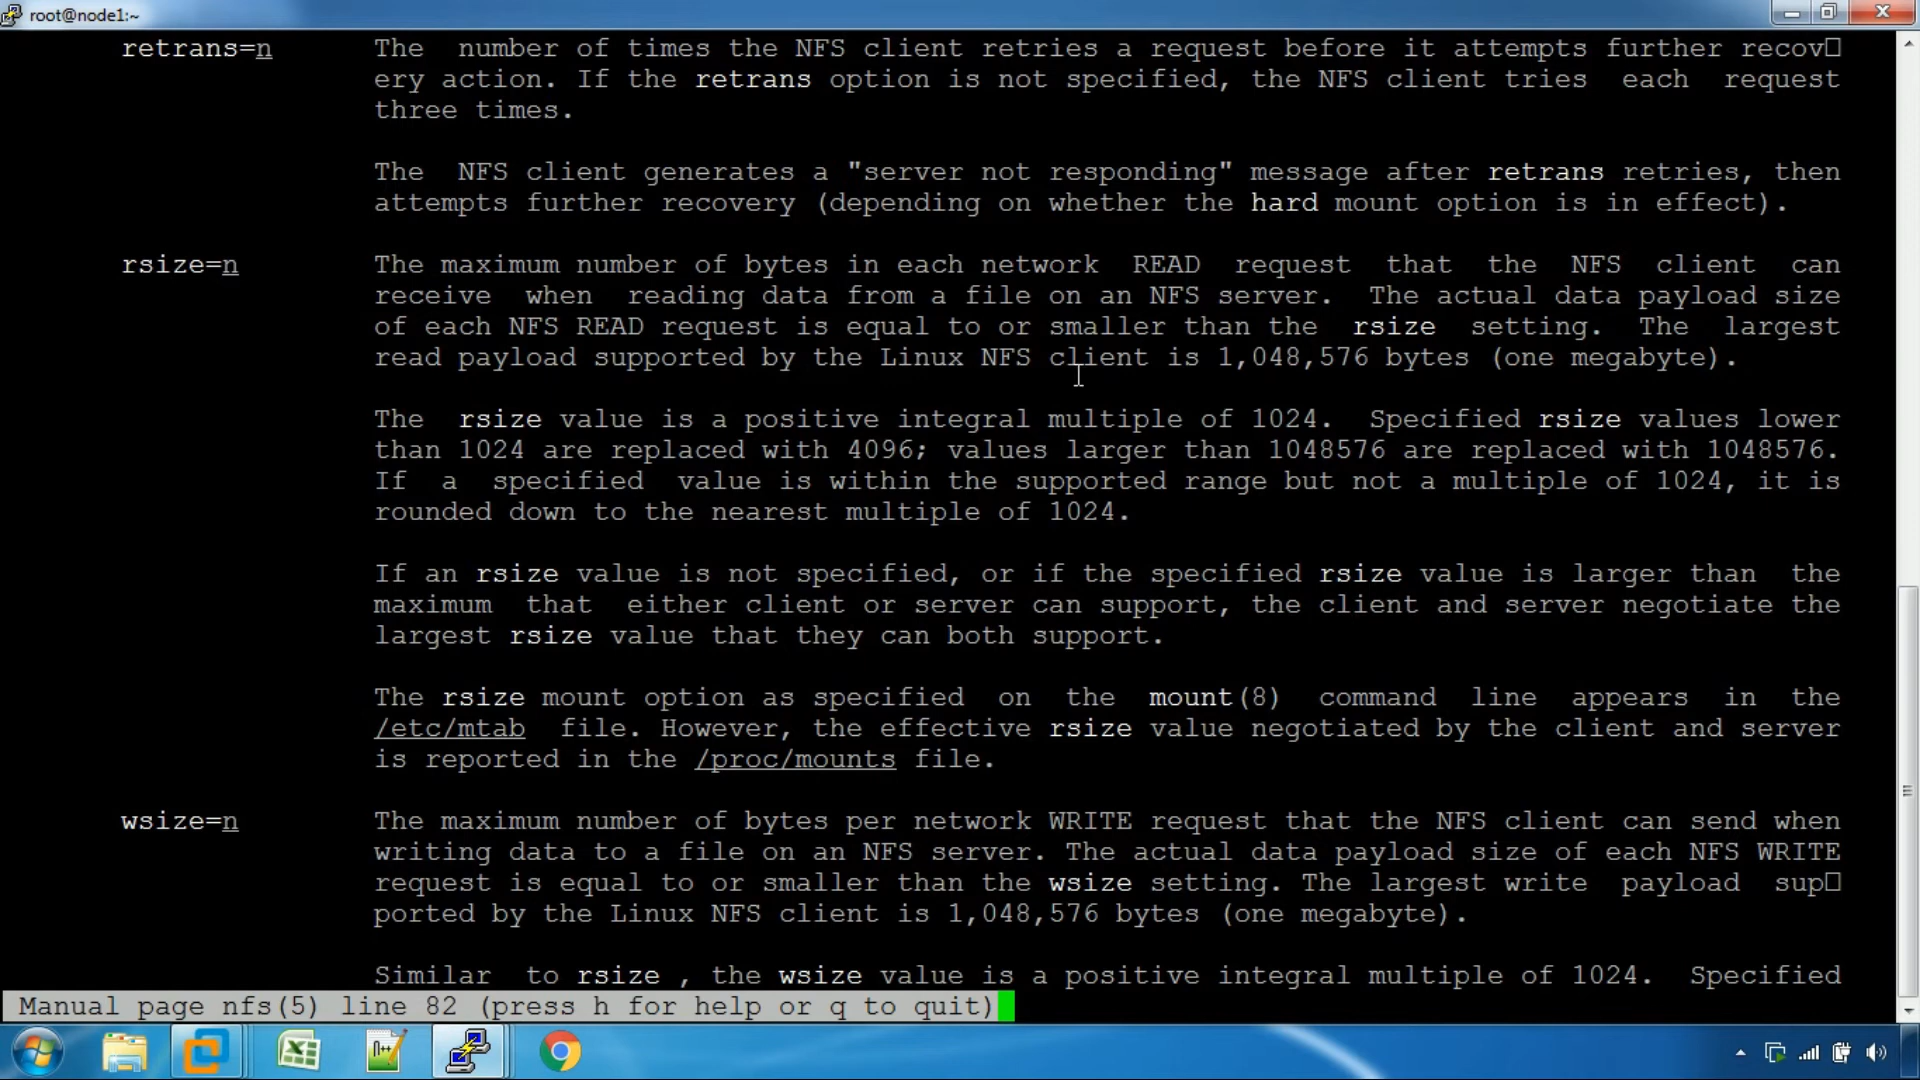 root@node1:~
retrans=n The number of times the NFS client retries a request before it attempts further recov□
ery action. If the retrans option is not specified, the NFS client tries each request
three times.
The NFS client generates a "server not responding" message after retrans retries, then
attempts further recovery (depending on whether the hard mount option is in effect).
rsize=n The maximum number of bytes in each network READ request that the NFS client can
receive when reading data from a file on an NFS server. The actual data payload size
of each NFS READ request is equal to or smaller than the rsize setting. The largest
read payload supported by the Linux NFS client is 1,048,576 bytes (one megabyte).
The rsize value is a positive integral multiple of 1024. Specified rsize values lower
than 1024 are replaced with 4096; values larger than 1048576 are replaced with 1048576.
If a specified value is within the supported range but not a multiple of 1024, it is
rounded down to the nearest multiple of 1024.
If an rsize value is not specified, or if the specified rsize value is larger than the
maximum that either client or server can support, the client and server negotiate the
largest rsize value that they can both support.
The rsize mount option as specified on the mount(8) command line appears in the
/etc/mtab file. However, the effective rsize value negotiated by the client and server
is reported in the /proc/mounts file.
wsize=n The maximum number of bytes per network WRITE request that the NFS client can send when
writing data to a file on an NFS server. The actual data payload size of each NFS WRITE
request is equal to or smaller than the wsize setting. The largest write payload sup□
ported by the Linux NFS client is 1,048,576 bytes (one megabyte).
Similar to rsize , the wsize value is a positive integral multiple of 1024. Specified
Manual page nfs(5) line 82 (press h for help or q to quit)